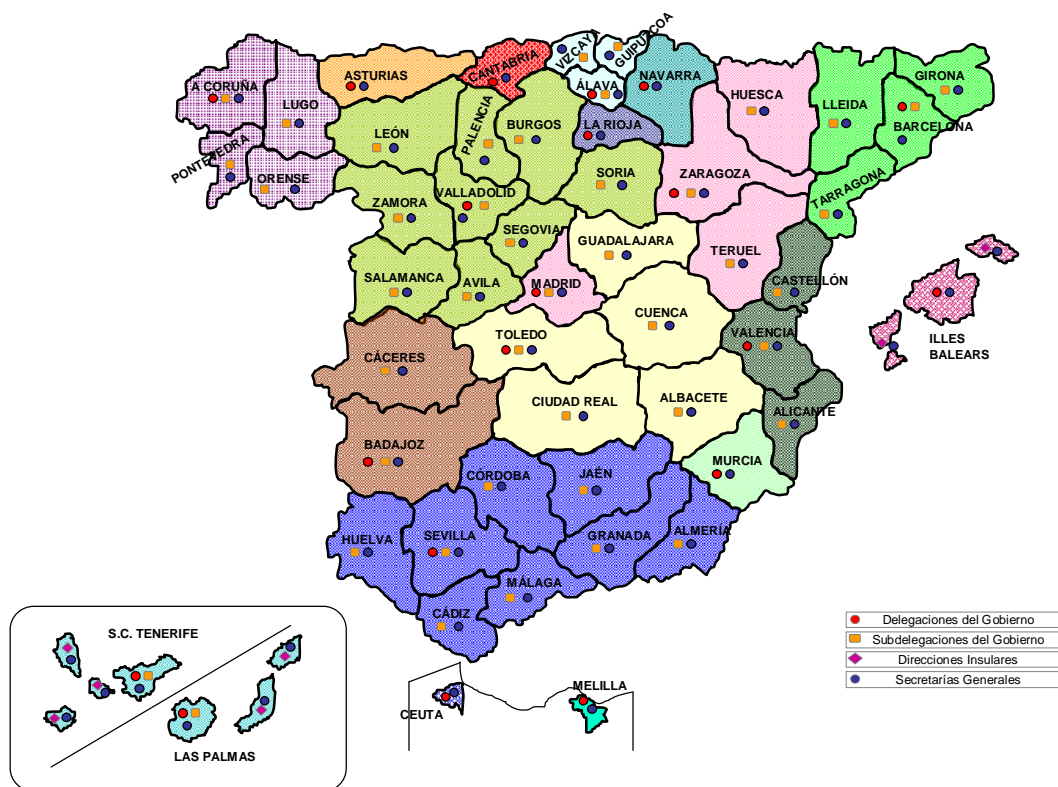 VIZCAYA
GUIPUZCOA
A CORUÑA
LUGO
ASTURIAS
CANTABRIA
ÁLAVA
NAVARRA
HUESCA
LLEIDA
GIRONA
BARCELONA
PONTEVEDRA
ORENSE
LEÓN
PALENCIA
BURGOS
LA RIOJA
ZAMORA
VALLADOLID
SORIA
ZARAGOZA
TARRAGONA
SEGOVIA
GUADALAJARA
TERUEL
SALAMANCA
AVILA
MADRID
CASTELLÓN
CUENCA
TOLEDO
VALENCIA
ILLES
BALEARS
CÁCERES
CIUDAD REAL
ALBACETE
ALICANTE
BADAJOZ
CÓRDOBA
JAÉN
MURCIA
HUELVA
SEVILLA
GRANADA
ALMERÍA
MÁLAGA
CÁDIZ
S.C. TENERIFE
LAS PALMAS
CEUTA
MELILLA
Delegaciones del Gobierno
Subdelegaciones del Gobierno
Direcciones Insulares
Secretarías Generales